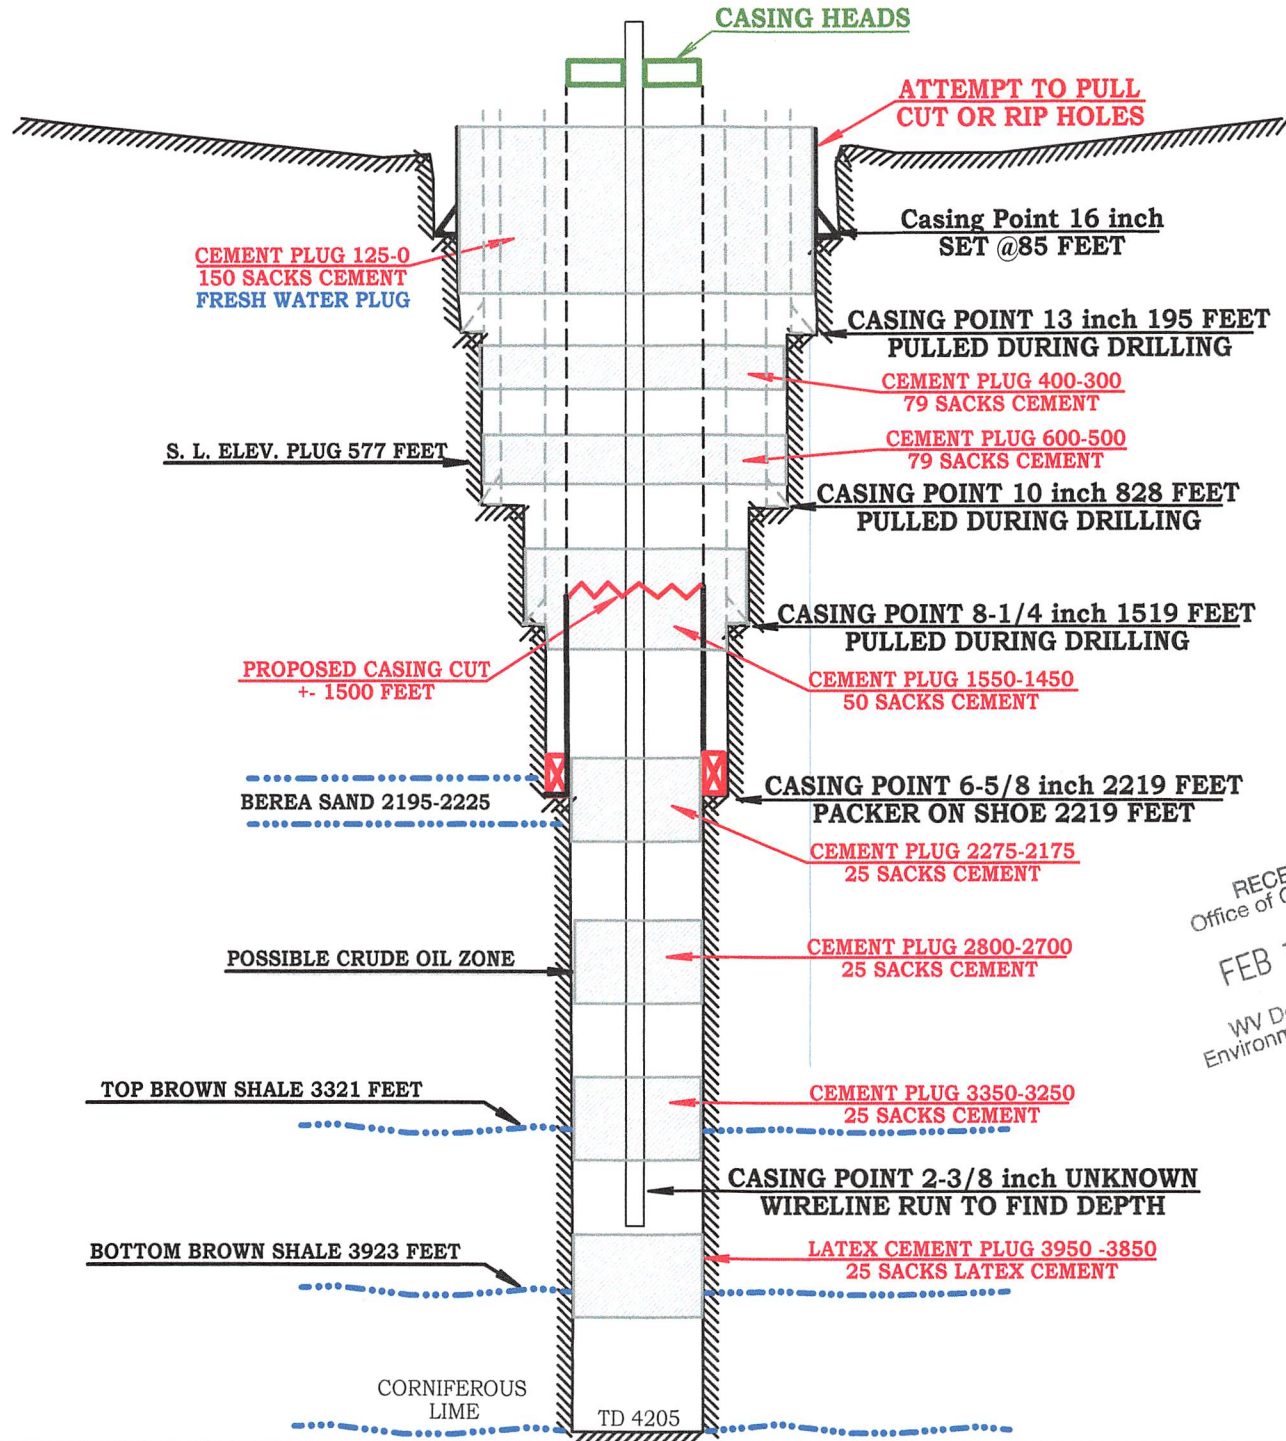 CASING HEADS
ATTEMPT TO PULL
CUT OR RIP HOLES
Casing Point 16 inch
SET @85 FEET
CEMENT PLUG 125-0
150 SACKS CEMENT
FRESH WATER PLUG
CASING POINT 13 inch 195 FEET
PULLED DURING DRILLING
CEMENT PLUG 400-300
79 SACKS CEMENT
S. L. ELEV. PLUG 577 FEET
CEMENT PLUG 600-500
79 SACKS CEMENT
CASING POINT 10 inch 828 FEET
PULLED DURING DRILLING
CASING POINT 8-1/4 inch 1519 FEET
PULLED DURING DRILLING
PROPOSED CASING CUT
+- 1500 FEET
CEMENT PLUG 1550-1450
50 SACKS CEMENT
BEREA SAND 2195-2225
CASING POINT 6-5/8 inch 2219 FEET
PACKER ON SHOE 2219 FEET
CEMENT PLUG 2275-2175
25 SACKS CEMENT
RECE
Office of
FEB
WV
Environ
POSSIBLE CRUDE OIL ZONE
CEMENT PLUG 2800-2700
25 SACKS CEMENT
TOP BROWN SHALE 3321 FEET
CEMENT PLUG 3350-3250
25 SACKS CEMENT
CASING POINT 2-3/8 inch UNKNOWN
WIRELINE RUN TO FIND DEPTH
BOTTOM BROWN SHALE 3923 FEET
LATEX CEMENT PLUG 3950 -3850
25 SACKS LATEX CEMENT
CORNIFEROUS
LIME
TD 4205